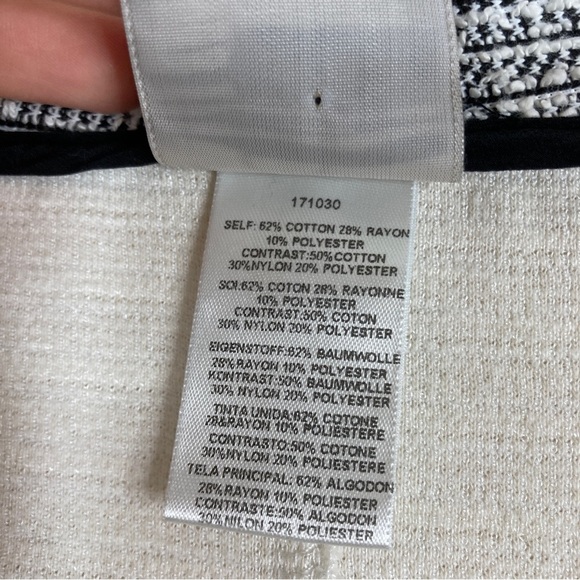 171030
SELF: 62% COTTON 28% RAYON
10% POLYESTER
CONTRAST:50%COTTON
30%NYLON 20% POLYESTER
SOI:62% COTON 28% RAYONNE
10% POLYESTER
CONTRAST:50% COTON
30% NYLON 20% POLYESTER
EIGENSTOFF:62% BAUMWOLLE
28%RAYON 10% POLYESTER
KONTRAST:50% BAUMWOLLE
30% NYLON 20% POLYESTER
TINTA UNIDA:62% COTONE
28&RAYON 10% POLIESTERE
CONTRASTO:50% COTONE
30%NYLON 20% POLIESTERE
TELA PRINCIPAL: 62% ALGODON
28%RAYON 10% POLIESTER
CONTRASTE:50% ALGODON
30%NILON 20% POLIESTER